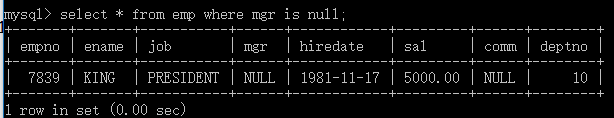 mysql> select * from emp where mgr is null;
+-------+-------+-----------+------+------------+---------+------+--------+
| empno | ename | job       | mgr  | hiredate   | sal     | comm | deptno |
+-------+-------+-----------+------+------------+---------+------+--------+
|  7839 | KING  | PRESIDENT | NULL | 1981-11-17 | 5000.00 | NULL |     10 |
+-------+-------+-----------+------+------------+---------+------+--------+
1 row in set (0.00 sec)